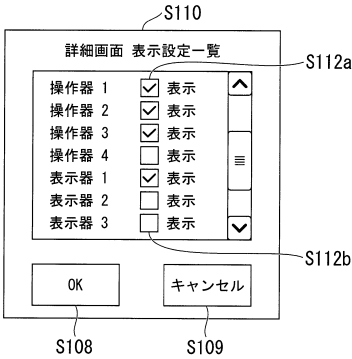 S110
詳細画面 表示設定一覧
S112a
操作器 1 表示
操作器 2 表示
操作器 3 表示
操作器 4 表示
表示器 1 表示
表示器 2 表示
表示器 3 表示
S112b
OK
キャンセル
S108
S109